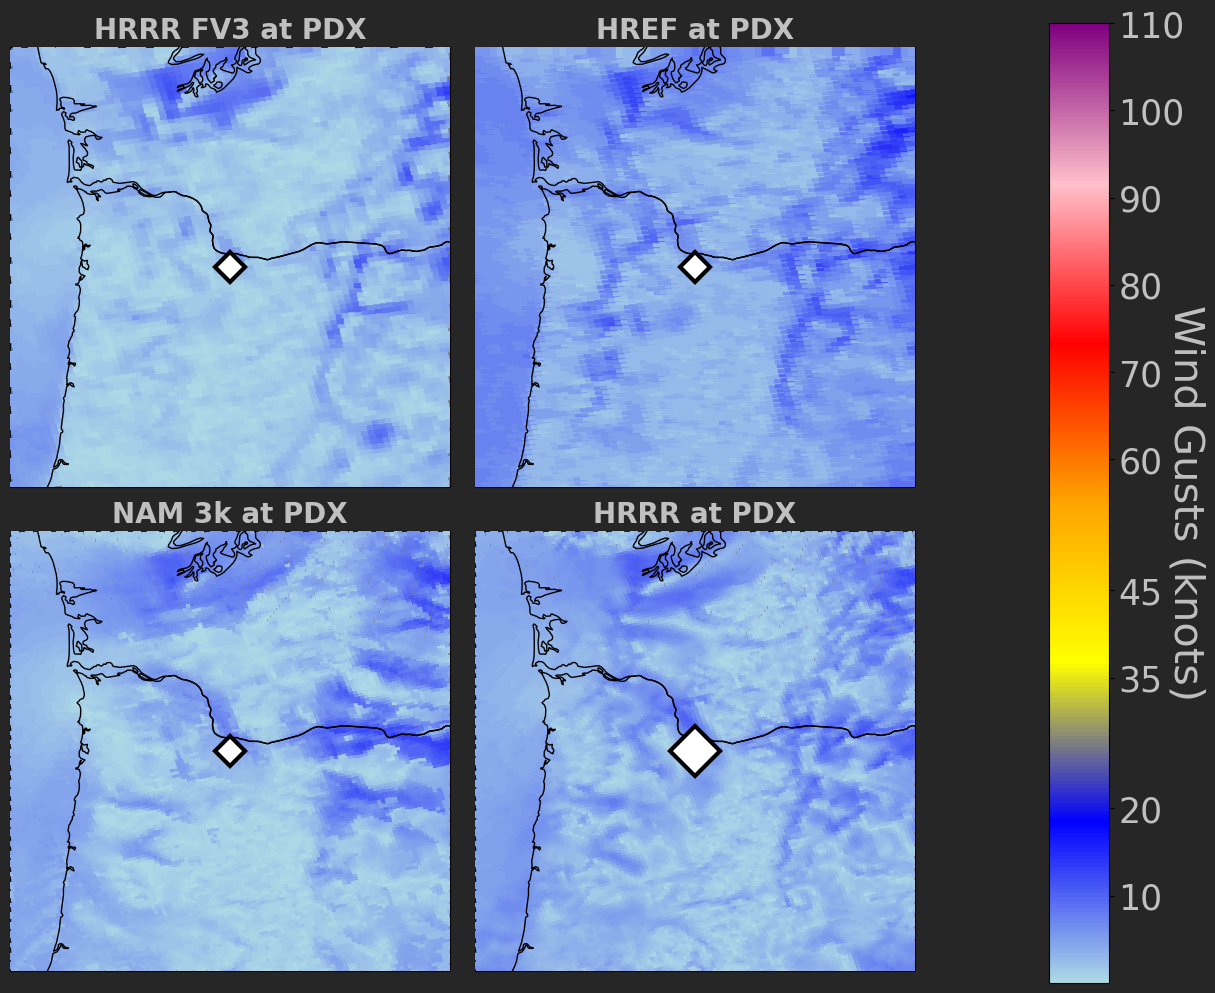 HRRR FV3 at PDX
HREF at PDX
NAM 3k at PDX
HRRR at PDX
110
100
90
80
70
60
45
35
20
10
Wind Gusts (knots)